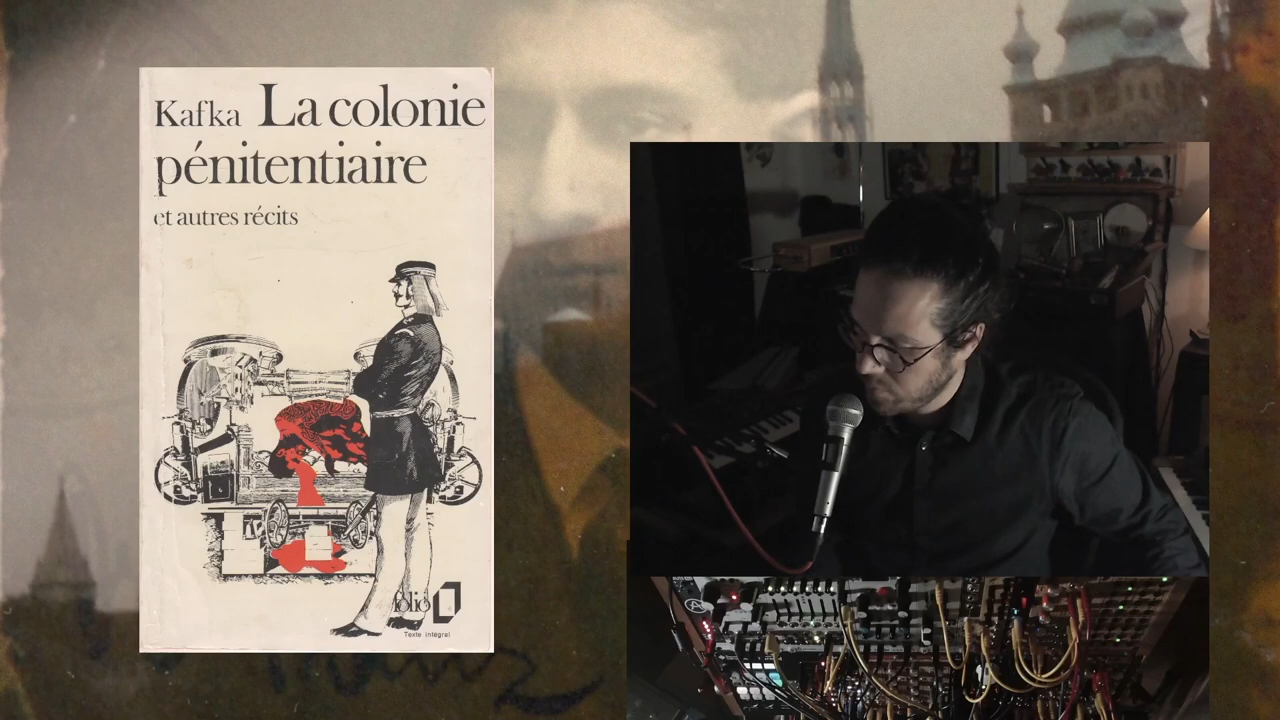 Kafka La colonie
pénitentiaire
et autres récits
folio
Texte intégral